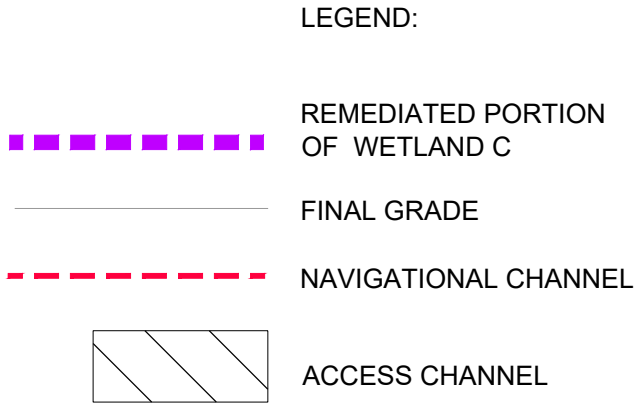 LEGEND:
REMEDIATED PORTION
OF WETLAND C
FINAL GRADE
NAVIGATIONAL CHANNEL
ACCESS CHANNEL